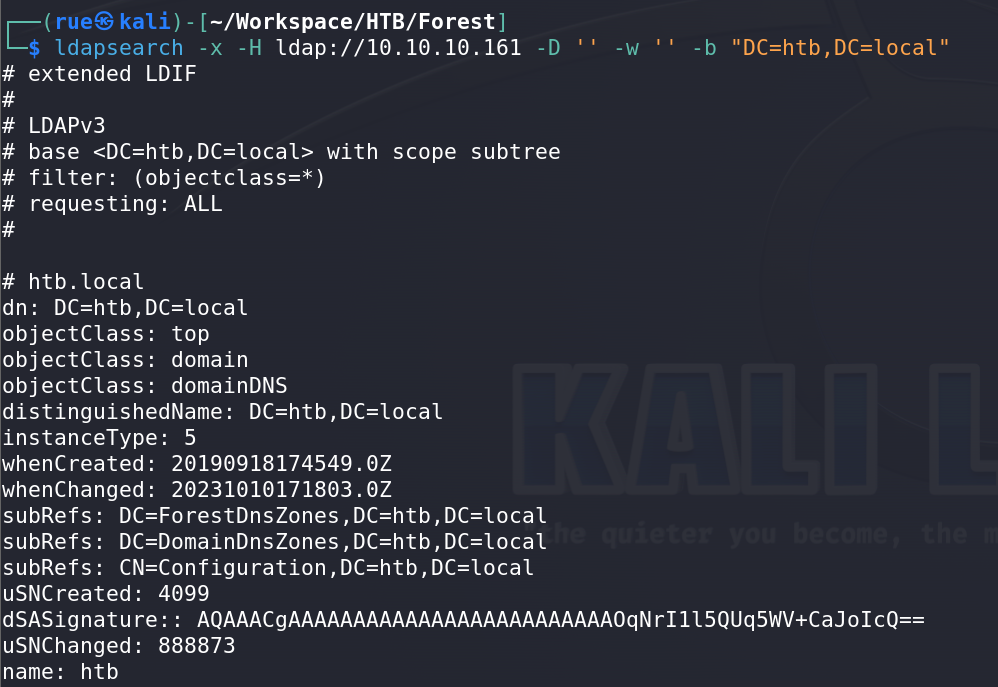 ┌──(rue㉿kali)-[~/Workspace/HTB/Forest]
└─$ ldapsearch -x -H ldap://10.10.10.161 -D '' -w '' -b "DC=htb,DC=local"
# extended LDIF
#
# LDAPv3
# base <DC=htb,DC=local> with scope subtree
# filter: (objectclass=*)
# requesting: ALL
#

# htb.local
dn: DC=htb,DC=local
objectClass: top
objectClass: domain
objectClass: domainDNS
distinguishedName: DC=htb,DC=local
instanceType: 5
whenCreated: 20190918174549.0Z
whenChanged: 20231010171803.0Z
subRefs: DC=ForestDnsZones,DC=htb,DC=local
subRefs: DC=DomainDnsZones,DC=htb,DC=local
subRefs: CN=Configuration,DC=htb,DC=local
uSNCreated: 4099
dSASignature:: AQAAACgAAAAAAAAAAAAAAAAAAAAAAAAAOqNrI1l5QUq5WV+CaJoIcQ==
uSNChanged: 888873
name: htb
KALI L
the quieter you become, the m